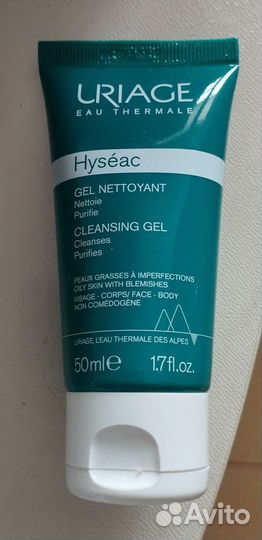 URIAGE
EAU THERMALE
Hyséac
GEL NETTOYANT
Nettoie
Purifie
CLEANSING GEL
Cleanses
Purifies
PEAUX GRASSES À IMPERFECTIONS
OILY SKIN WITH BLEMISHES
VISAGE - CORPS/ FACE - BODY
NON COMÉDOGÈNE
URIAGE, L'EAU THERMALE DES ALPES
50ml℮ 1.7fl.oz.
Avito